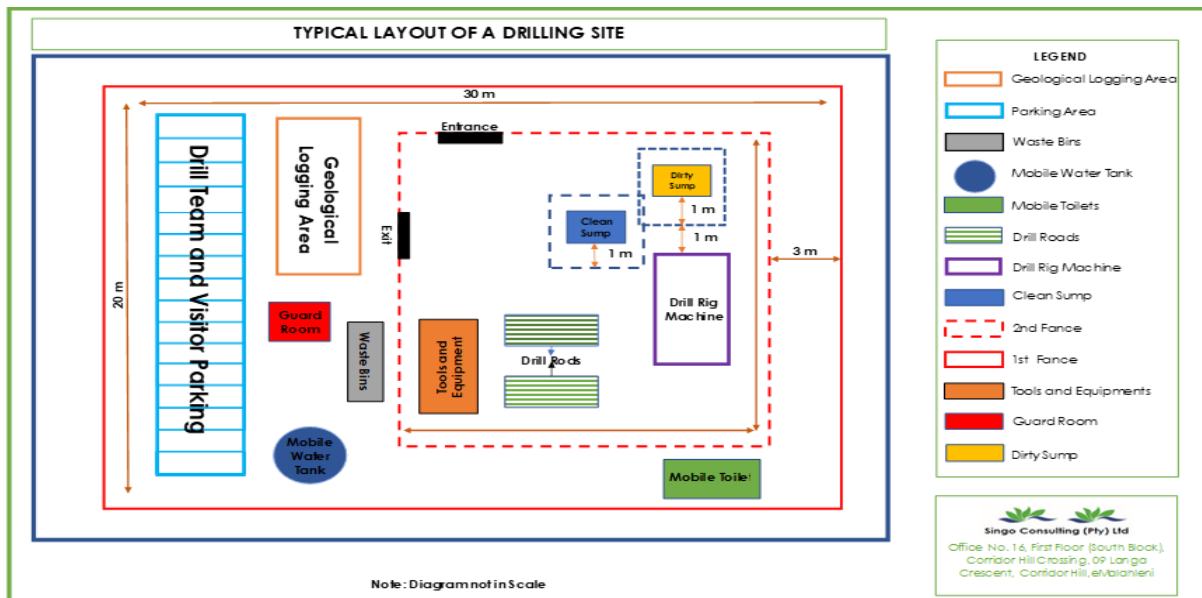 TYPICAL LAYOUT OF A DRILLING SITE
30 m
20 m
Drill Team and Visitor Parking
Geological
Logging Area
Entrance
Exit
Dirty
Sump
1 m
1 m
Clean
Sump
1 m
3 m
Drill Rig
Machine
Guard
Room
Waste Bins
Tools and
Equipment
Drill Rods
Mobile
Water
Tank
Mobile Toilet
Note: Diagram not in Scale
LEGEND
Geological Logging Area
Parking Area
Waste Bins
Mobile Water Tank
Mobile Toilets
Drill Roads
Drill Rig Machine
Clean Sump
2nd Fance
1st Fance
Tools and Equipments
Guard Room
Dirty Sump
Singo Consulting (Pty) Ltd
Office No. 16, First Floor (South Block),
Corridor Hill Crossing, 09 Langa
Crescent, Corridor Hill, eMalahleni